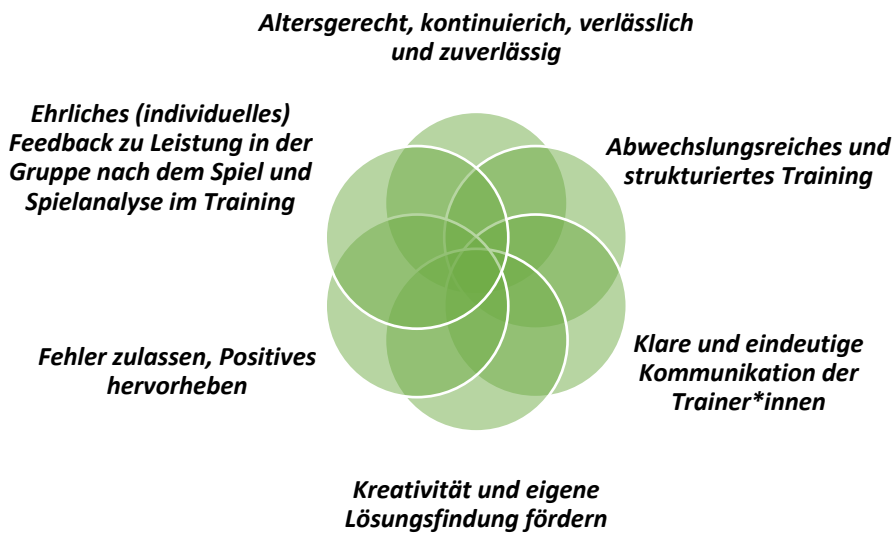 Altersgerecht, kontinuierich, verlässlich
und zuverlässig
Ehrliches (individuelles)
Feedback zu Leistung in der
Gruppe nach dem Spiel und
Spielanalyse im Training
Abwechslungsreiches und
strukturiertes Training
Fehler zulassen, Positives
hervorheben
Klare und eindeutige
Kommunikation der
Trainer*innen
Kreativität und eigene
Lösungsfindung fördern